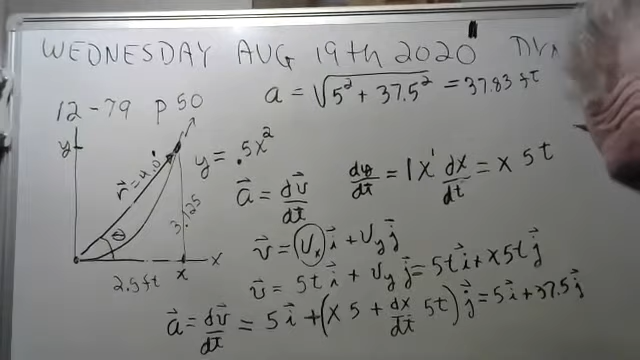 WEDNESDAY AUG 19th 2020
12-79 p 50
a = √(5² + 37.5²) = 37.83 ft
y
r⃗ = 4.0'
y = .5x²
θ
3.125
2.5 ft
x
x
a⃗ = dv⃗/dt
dy/dt = 1x' dx/dt = x 5t
v⃗ = Vx i⃗ + Vy j⃗
v⃗ = 5t i⃗ + Vy j⃗ = 5t i⃗ + x5t j⃗
a⃗ = dv⃗/dt = 5 i⃗ + (x 5 + dx/dt 5t) j⃗ = 5 i⃗ + 37.5 j⃗